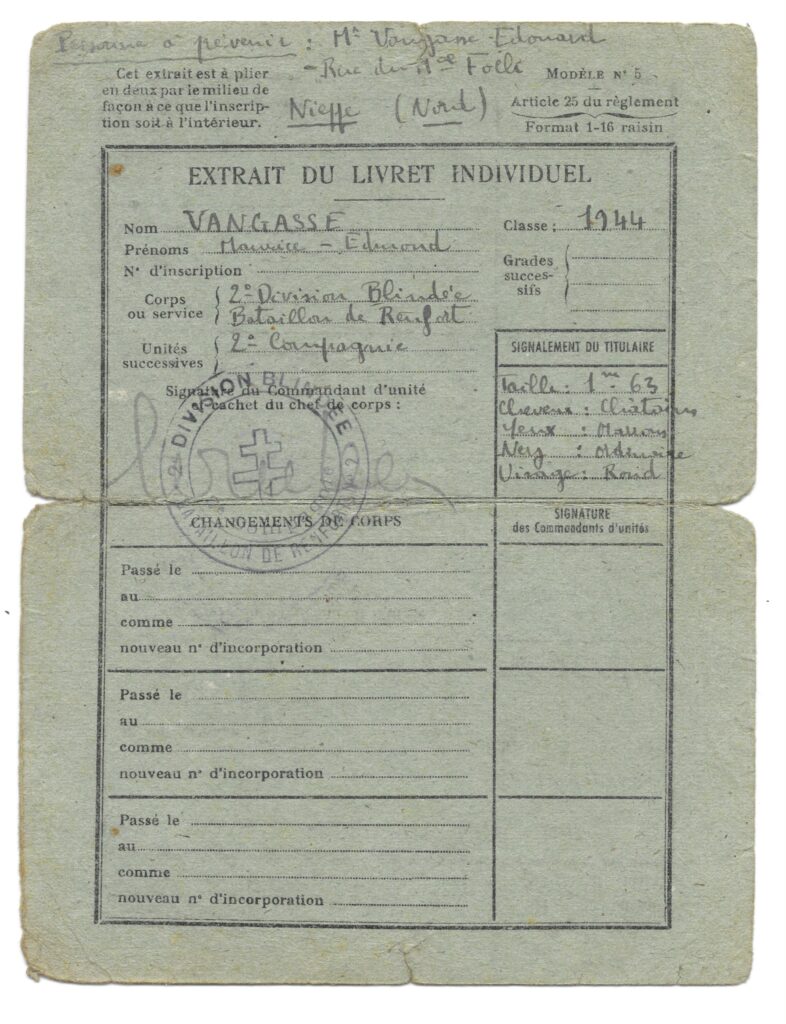 Personne à prévenir : Mr Vangasse Edouard
- Rue du Mal Foch
Nieppe (Nord)
Cet extrait est à plier
en deux par le milieu de
façon à ce que l'inscrip-
tion soit à l'intérieur.
MODÈLE N° 5
Article 25 du règlement
Format 1-16 raisin
EXTRAIT DU LIVRET INDIVIDUEL
Nom VANGASSE
Prénoms Maurice - Edmond
N° d'inscription
Corps ou service 2e Division Blindée
Bataillon de Renfort
Unités successives 2e Compagnie
Classe : 1944
Grades succes- sifs
Signature du Commandant d'unité
et cachet du chef de corps :
2e DIVISION BLINDÉE
BATAILLON DE RENFORT
SIGNALEMENT DU TITULAIRE
Taille : 1m 63
Cheveux : Châtains
Yeux : Marrons
Nez : Ordinaire
Visage : Rond
CHANGEMENTS DE CORPS
SIGNATURE
des Commandants d'unités
Passé le
au
comme
nouveau n° d'incorporation
Passé le
au
comme
nouveau n° d'incorporation
Passé le
au
comme
nouveau n° d'incorporation